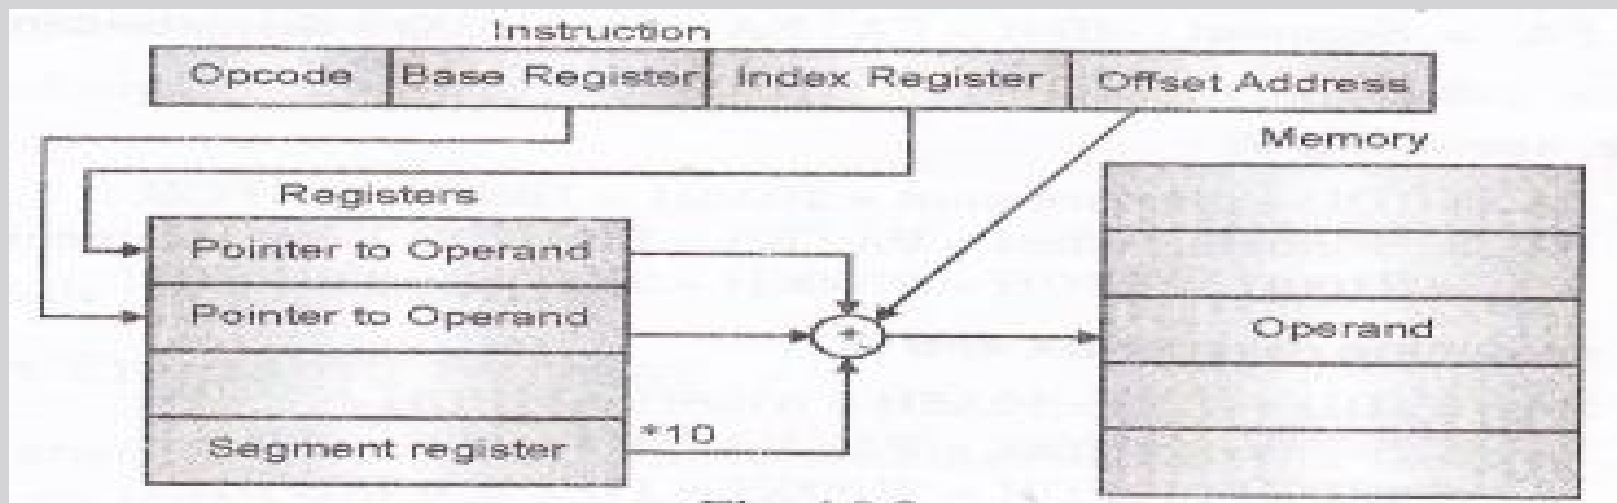 Instruction
Opcode Base Register Index Register Offset Address
Memory
Registers
Pointer to Operand
Pointer to Operand
Operand
Segment register *10